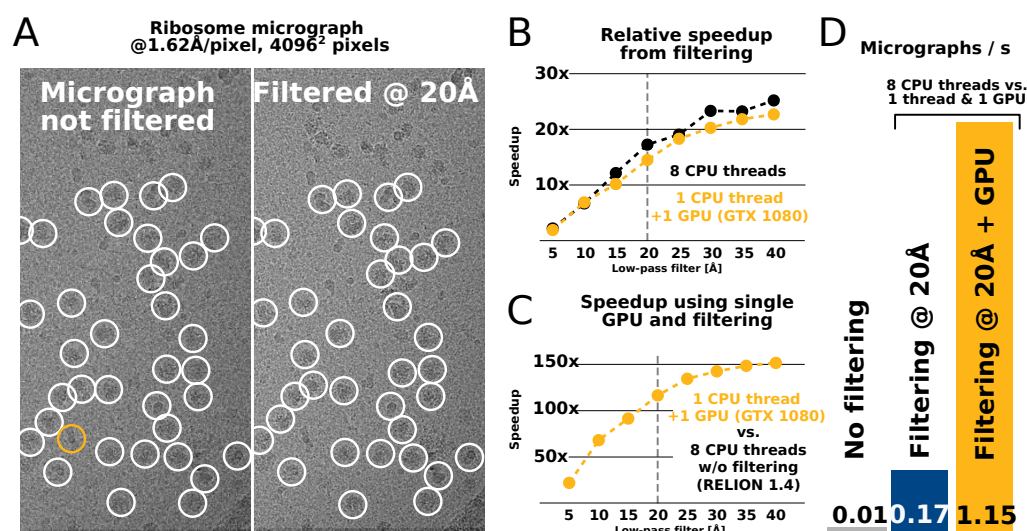 A
Ribosome micrograph
@1.62Å/pixel, 4096² pixels
Micrograph
not filtered
Filtered @ 20Å
B
Relative speedup
from filtering
30x
20x
10x
Speedup
8 CPU threads
1 CPU thread
+1 GPU (GTX 1080)
5 10 15 20 25 30 35 40
Low-pass filter [Å]
C
Speedup using single
GPU and filtering
150x
100x
50x
Speedup
1 CPU thread
+1 GPU (GTX 1080)
vs.
8 CPU threads
w/o filtering
(RELION 1.4)
5 10 15 20 25 30 35 40
Low-pass filter [Å]
D
Micrographs / s
8 CPU threads vs.
1 thread & 1 GPU
No filtering
Filtering @ 20Å
Filtering @ 20Å + GPU
0.01 0.17 1.15